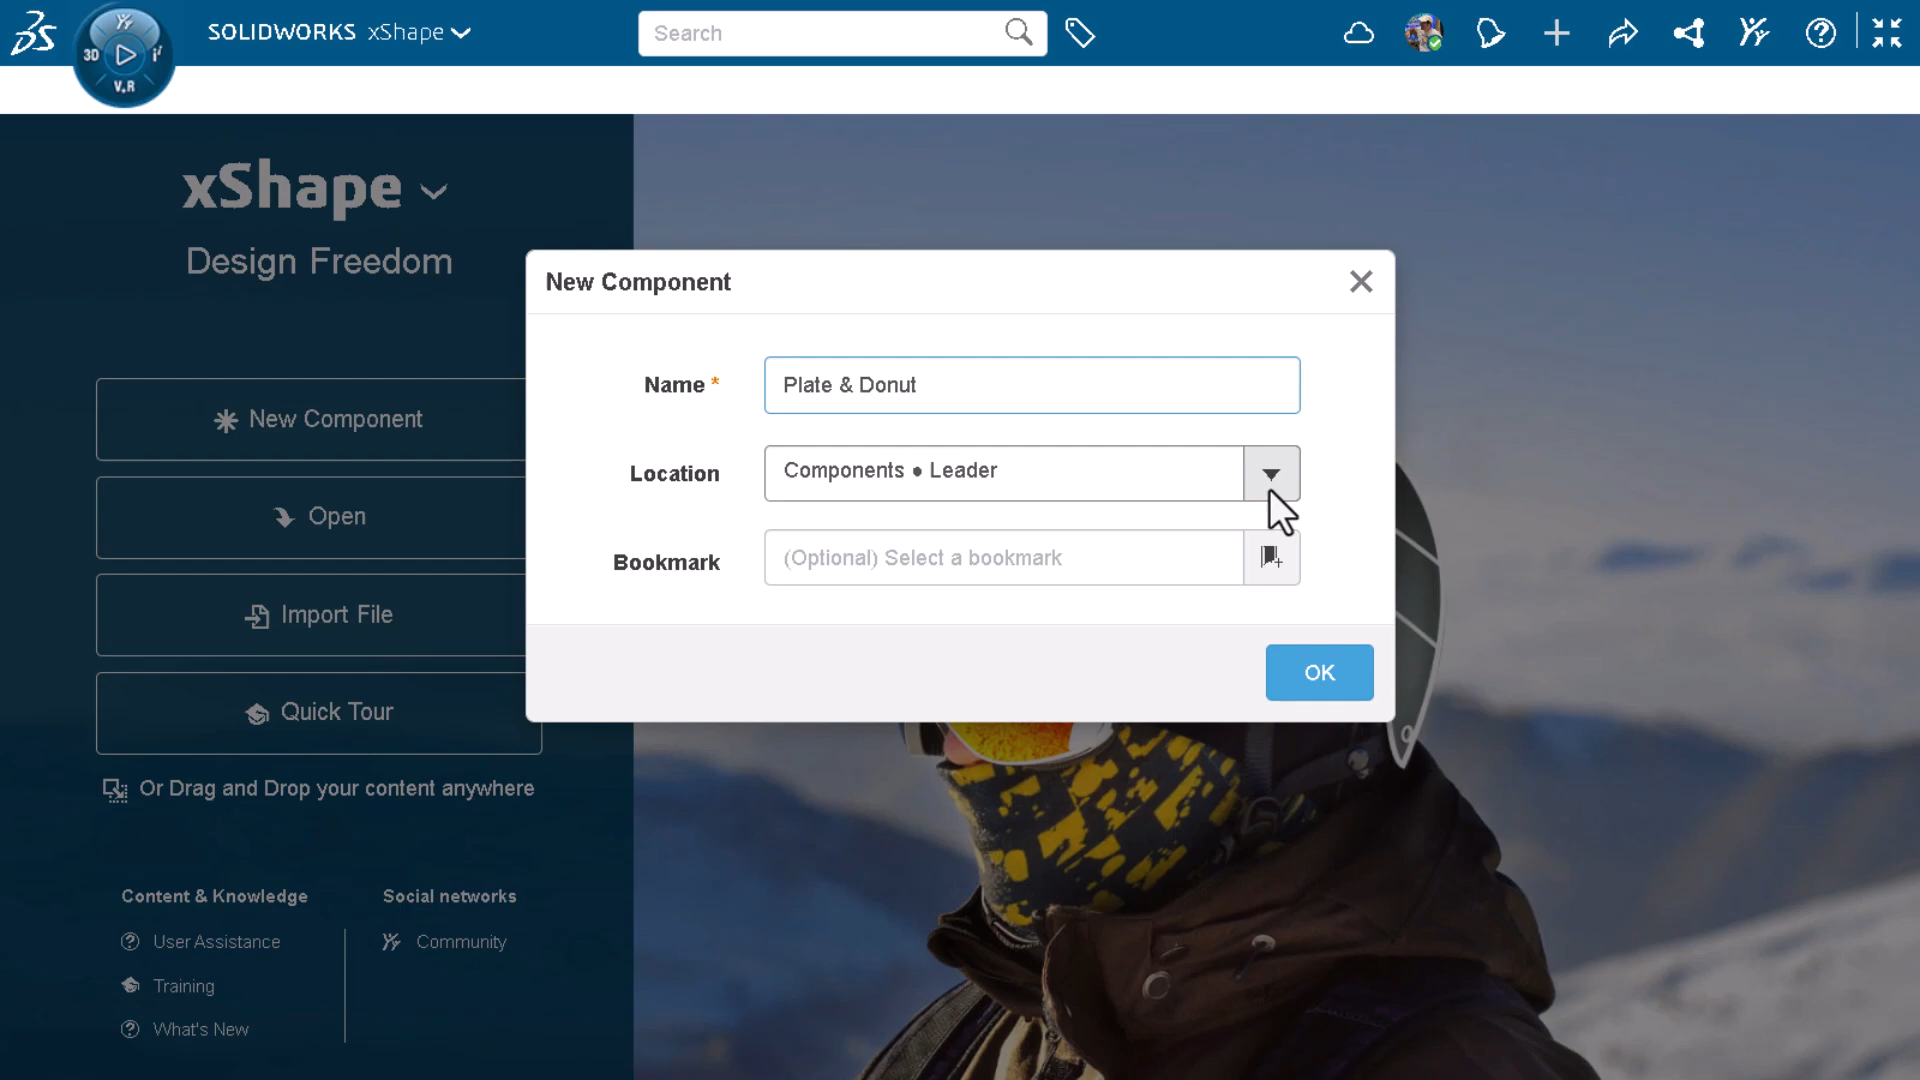 SOLIDWORKS xShape
Search
3D
V.R
xShape
Design Freedom
New Component
Open
Import File
Quick Tour
Or Drag and Drop your content anywhere
Content & Knowledge
Social networks
User Assistance
Community
Training
What's New
New Component
Name *
Plate & Donut
Location
Components • Leader
Bookmark
(Optional) Select a bookmark
OK